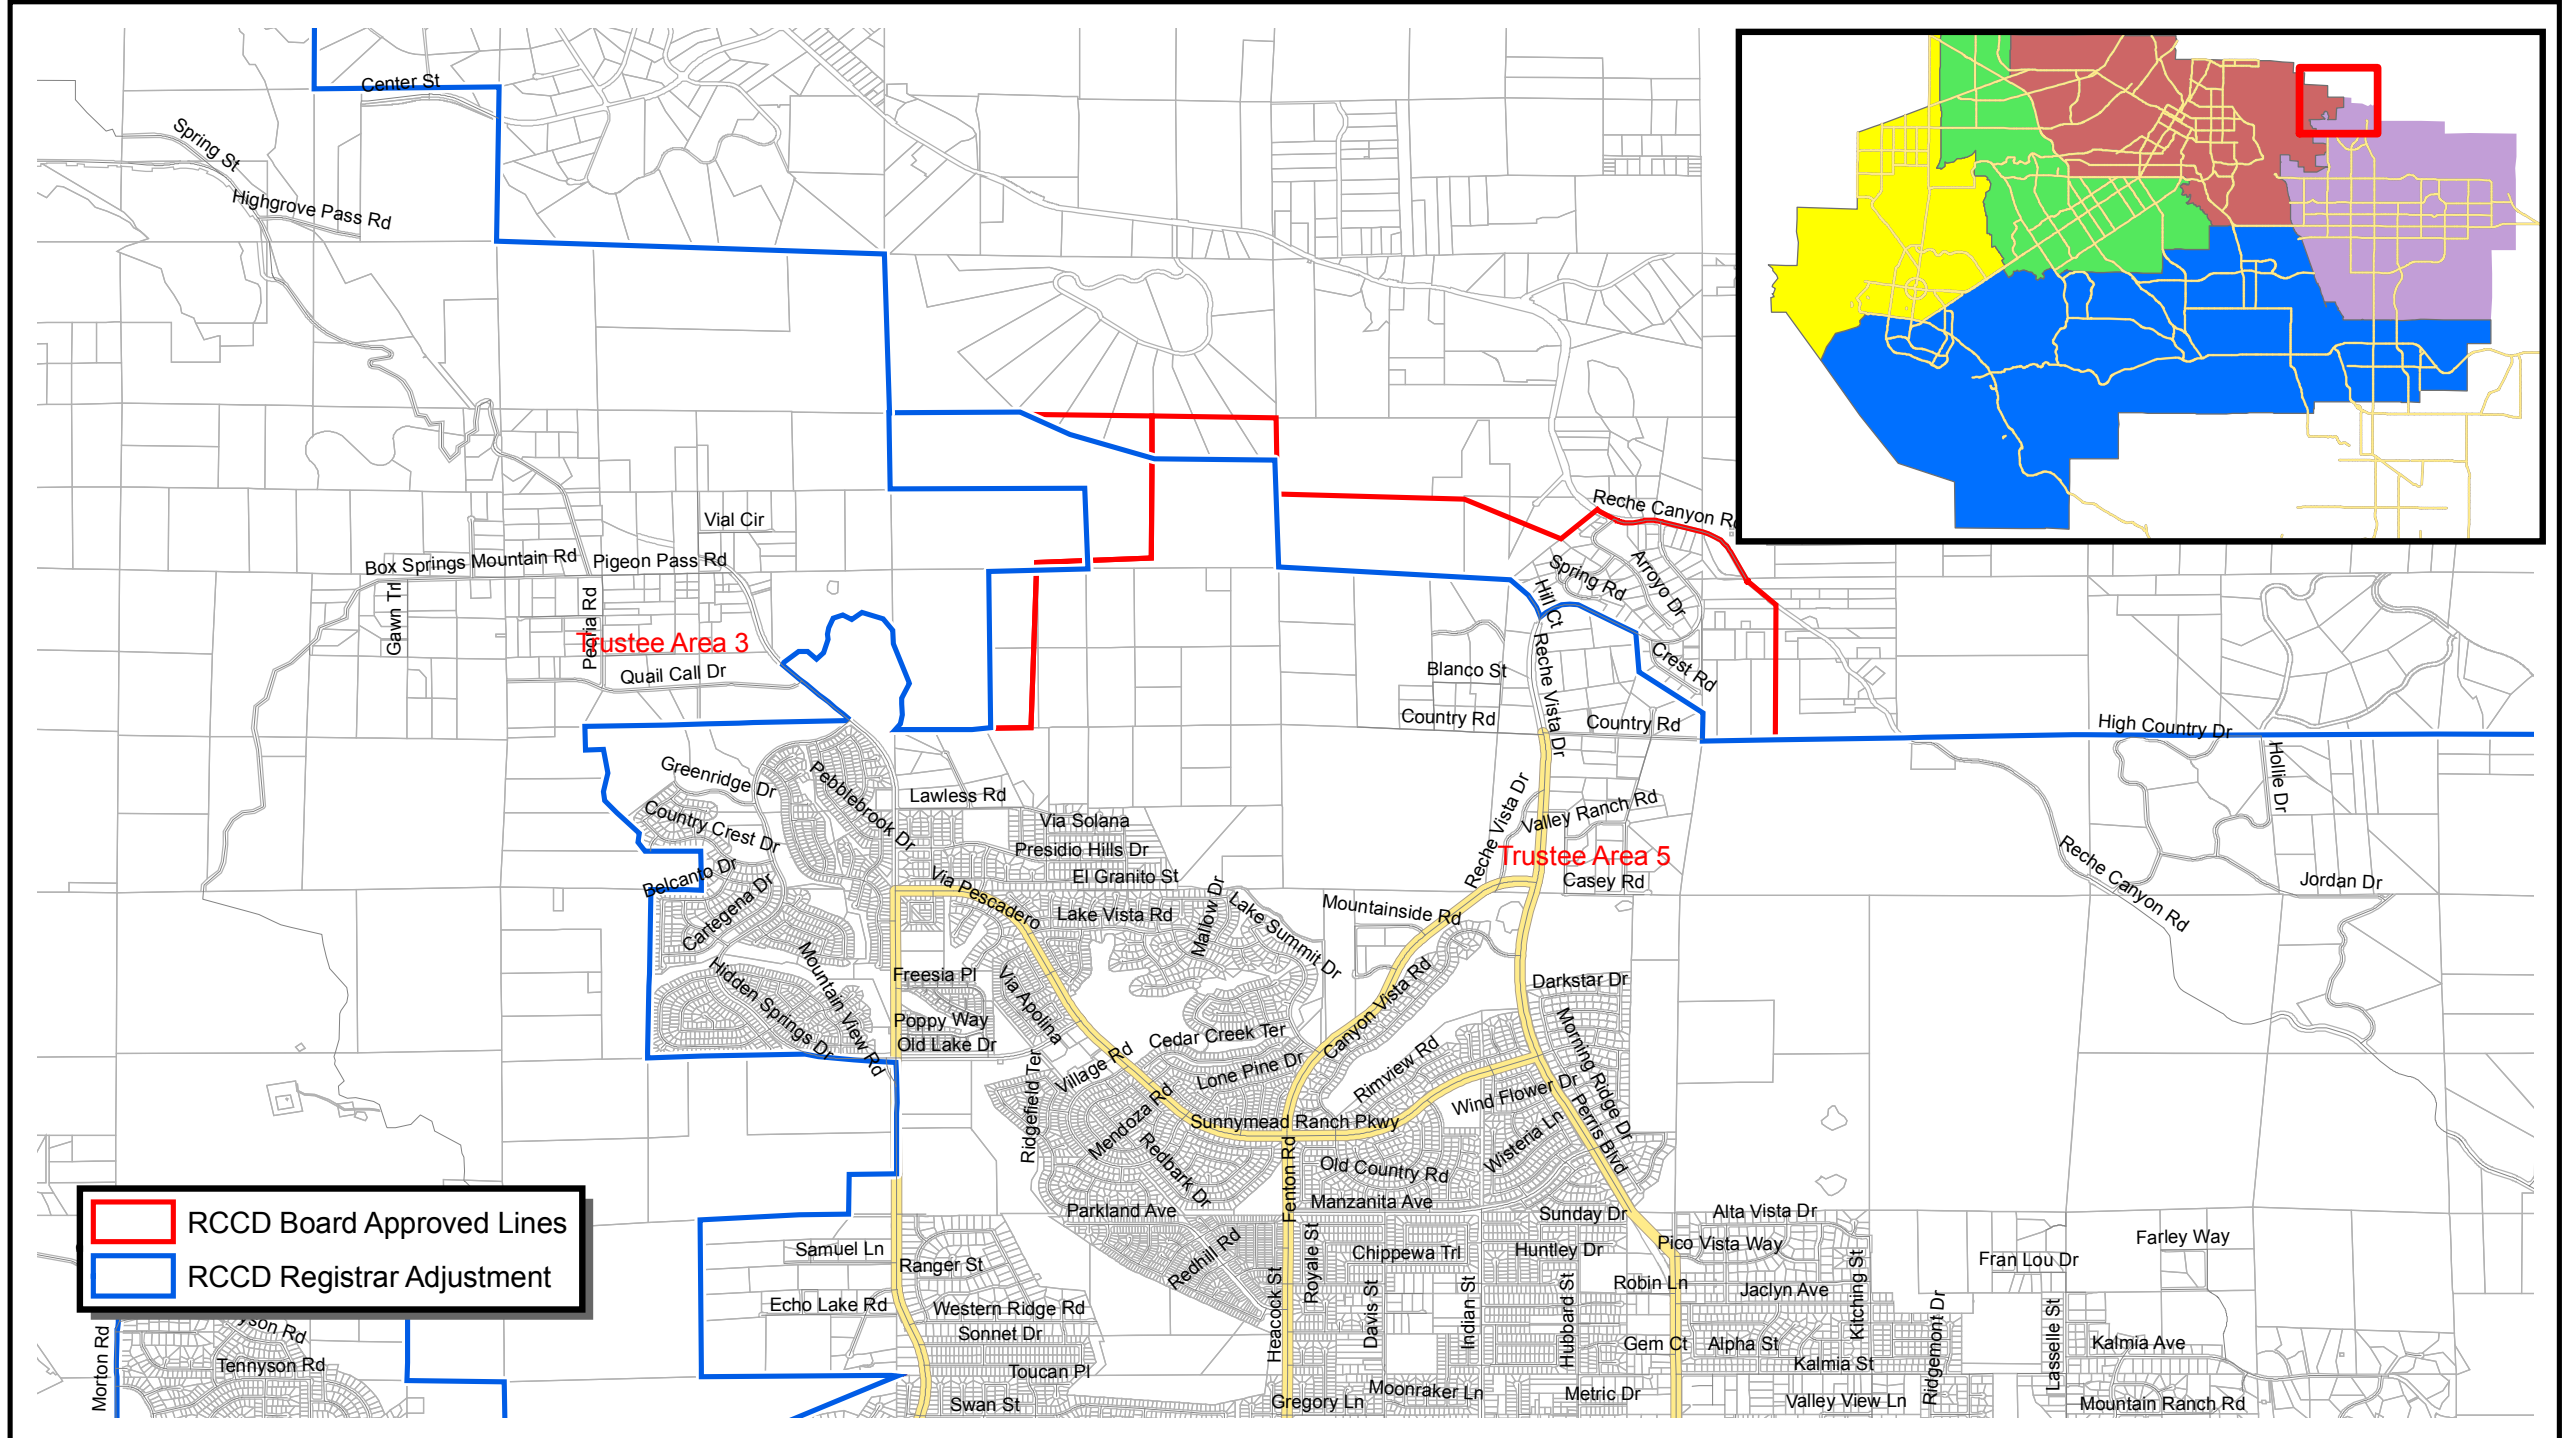 Center St
Spring St
Highgrove Pass Rd
Reche Canyon R
Vial Cir
Box Springs Mountain Rd
Pigeon Pass Rd
Gawn Trl
Peoria Rd
Trustee Area 3
Quail Call Dr
Spring Rd
Arroyo Dr
Hill Ct
Reche Vista Dr
Crest Rd
Blanco St
Country Rd
Country Rd
High Country Dr
Hollie Dr
Greenridge Dr
Pebblebrook Dr
Lawless Rd
Country Crest Dr
Via Solana
Presidio Hills Dr
El Granito St
Reche Vista Dr
Valley Ranch Rd
Trustee Area 5
Casey Rd
Reche Canyon Rd
Jordan Dr
Belcanto Dr
Cartegena Dr
Via Pescadero
Lake Vista Rd
Mallow Dr
Lake Summit Dr
Mountainside Rd
Hidden Springs Dr
Mountain View Rd
Freesia Pl
Via Apolina
Poppy Way
Old Lake Dr
Canyon Vista Rd
Darkstar Dr
Morning Ridge Dr
Cedar Creek Ter
Village Rd
Lone Pine Dr
Rimview Rd
Ridgefield Ter
Mendoza Rd
Wind Flower Dr
Perris Blvd
Sunnymead Ranch Pkwy
Redbark Dr
Wisteria Ln
Fenton Rd
Old Country Rd
Manzanita Ave
Parkland Ave
Sunday Dr
Alta Vista Dr
RCCD Board Approved Lines
RCCD Registrar Adjustment
Samuel Ln
Ranger St
Redhill Rd
Royale St
Chippewa Trl
Huntley Dr
Pico Vista Way
Kitching St
Fran Lou Dr
Farley Way
Echo Lake Rd
Western Ridge Rd
Heacock St
Davis St
Indian St
Hubbard St
Robin Ln
Jaclyn Ave
Ridgemont Dr
Lasselle St
yson Rd
Sonnet Dr
Gem Ct
Alpha St
Kalmia Ave
Morton Rd
Tennyson Rd
Toucan Pl
Kalmia St
Swan St
Gregory Ln
Moonraker Ln
Metric Dr
Valley View Ln
Mountain Ranch Rd